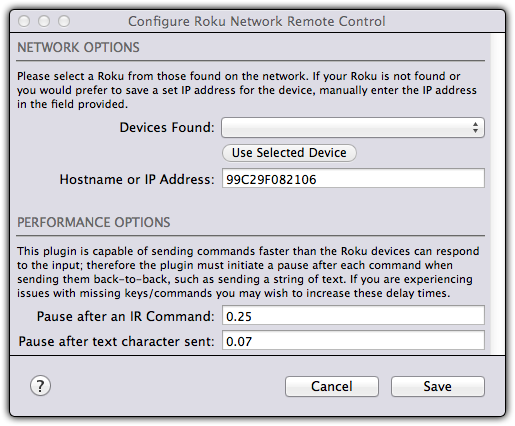 Configure Roku Network Remote Control
NETWORK OPTIONS
Please select a Roku from those found on the network. If your Roku is not found or
you would prefer to save a set IP address for the device, manually enter the IP address
in the field provided.
Devices Found:
Use Selected Device
Hostname or IP Address: 99C29F082106
PERFORMANCE OPTIONS
This plugin is capable of sending commands faster than the Roku devices can respond
to the input; therefore the plugin must initiate a pause after each command when
sending them back-to-back, such as sending a string of text. If you are experiencing
issues with missing keys/commands you may wish to increase these delay times.
Pause after an IR Command: 0.25
Pause after text character sent: 0.07
? Cancel Save